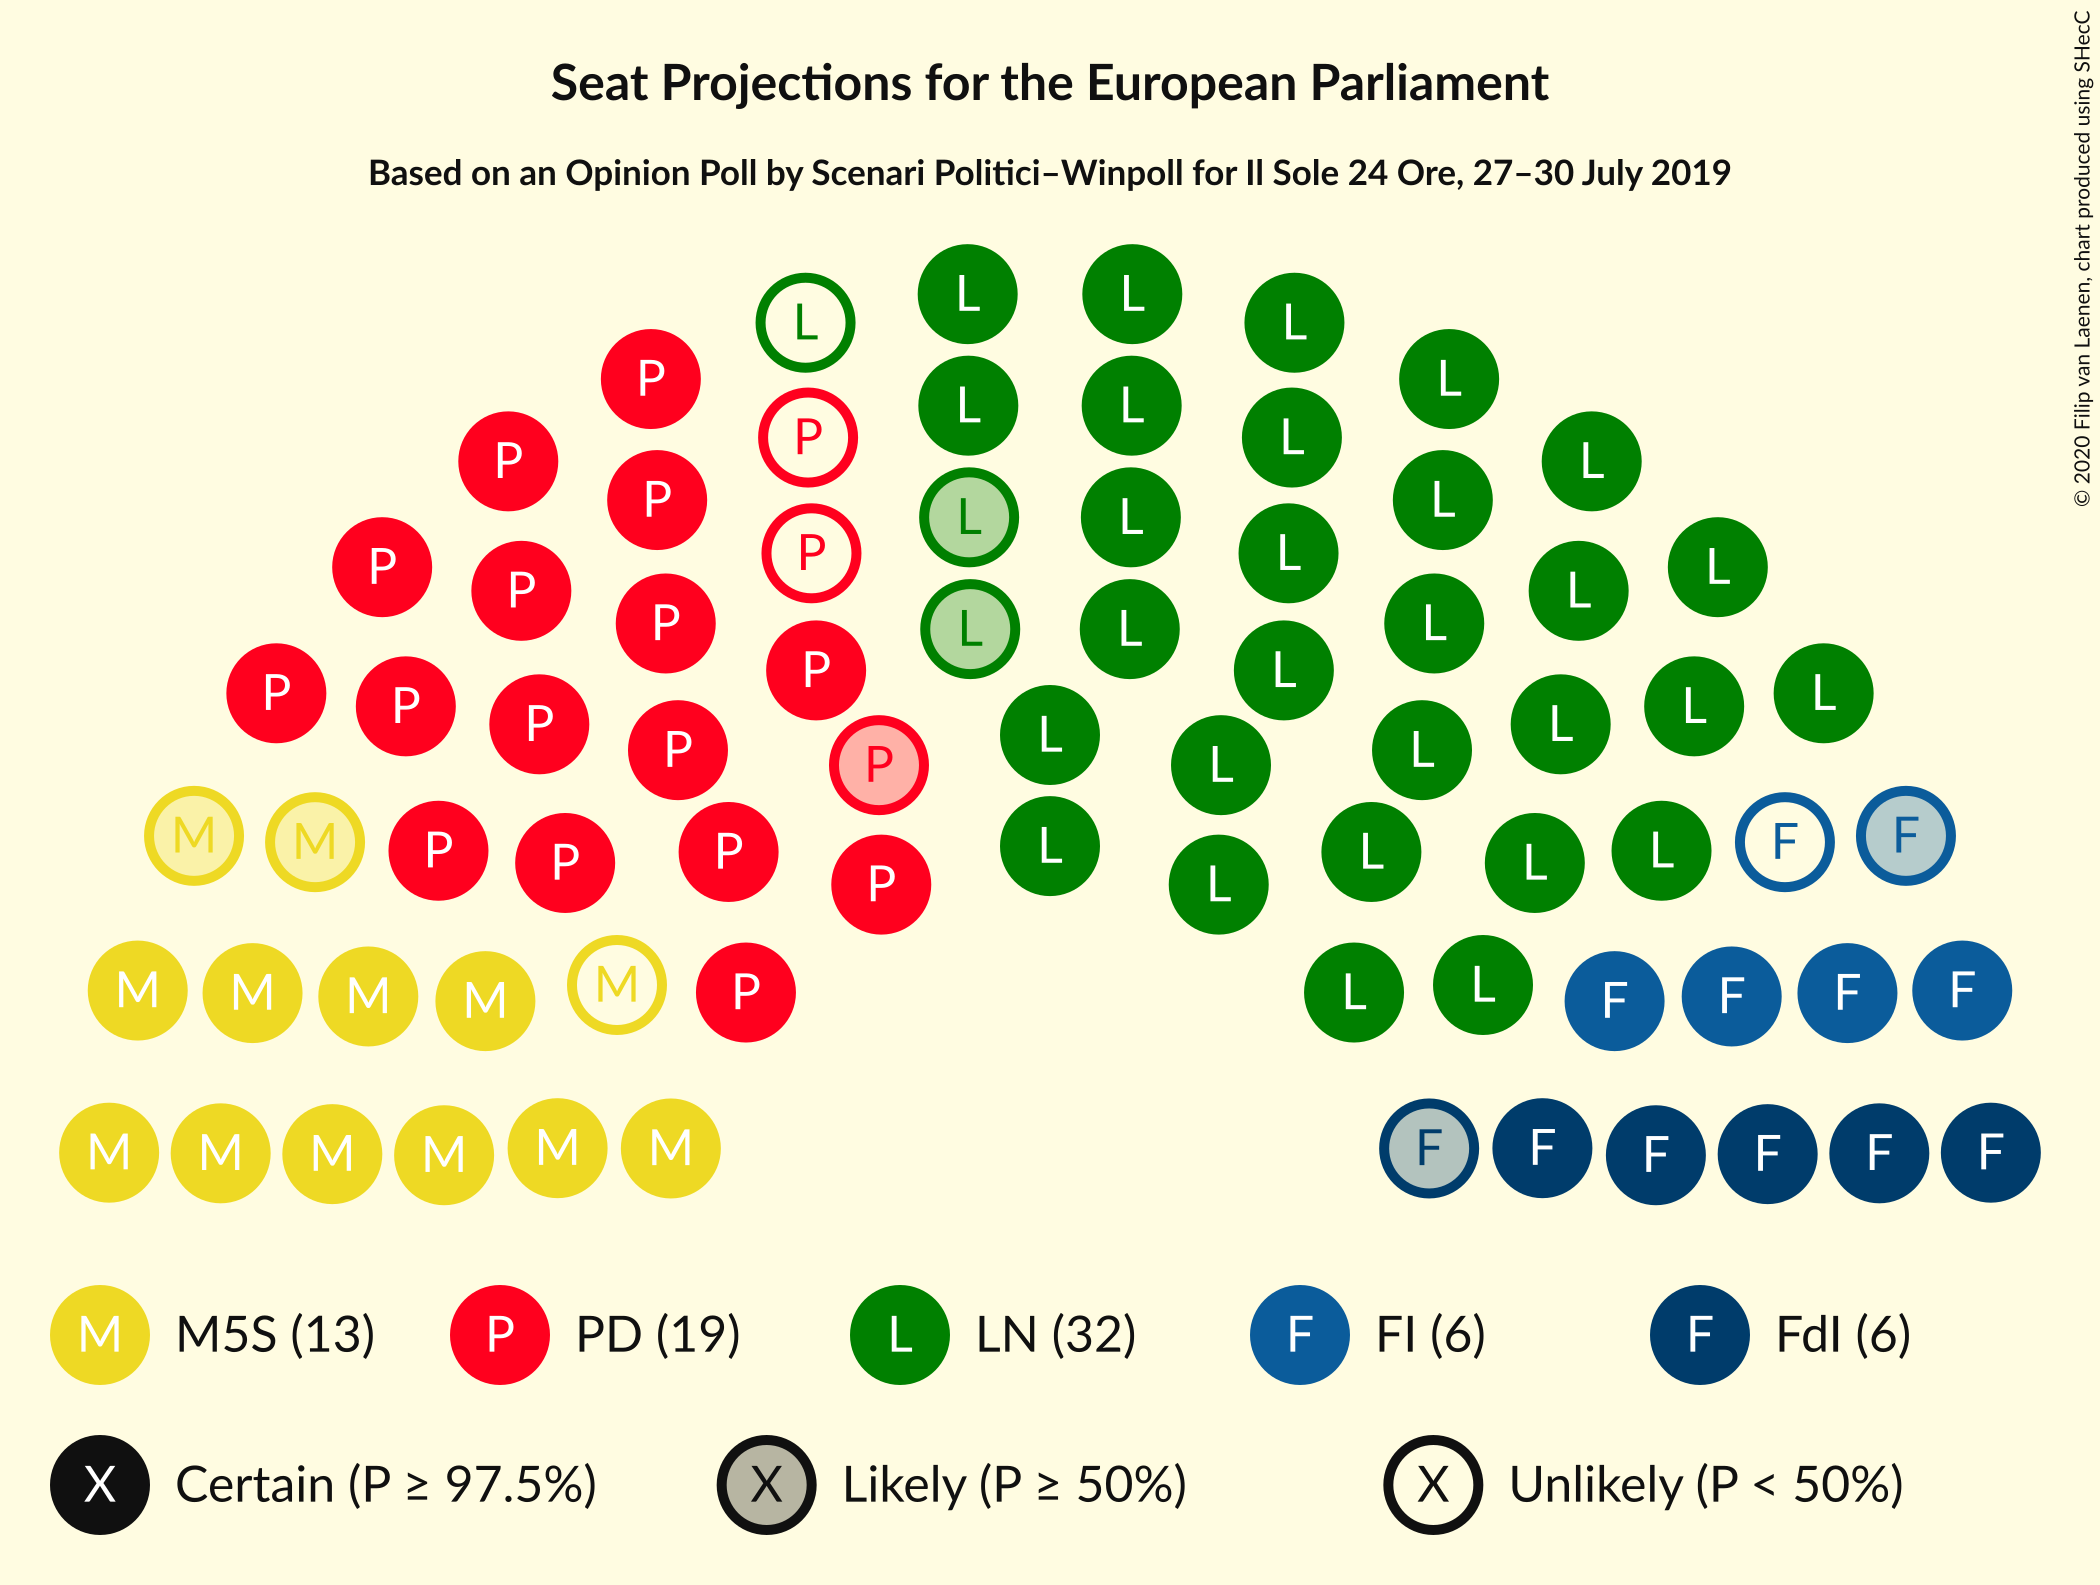 Seat Projections for the European Parliament
Based on an Opinion Poll by Scenari Politici–Winpoll for Il Sole 24 Ore, 27–30 July 2019
© 2020 Filip van Laenen, chart produced using SHecC
L L
L L
P P
L L
L L
P L L
P L
P P L L
L L
P L
P L L
P P L L
P L L
P L
P P L L
P L
P P L L
L
P L
M M F F
L
P P P L L L
P L
M M M M M P L L F F F F
M M M M M M F F F F F F
M M5S (13) P PD (19) L LN (32) F FI (6) F FdI (6)
X Certain (P ≥ 97.5%) X Likely (P ≥ 50%) X Unlikely (P < 50%)